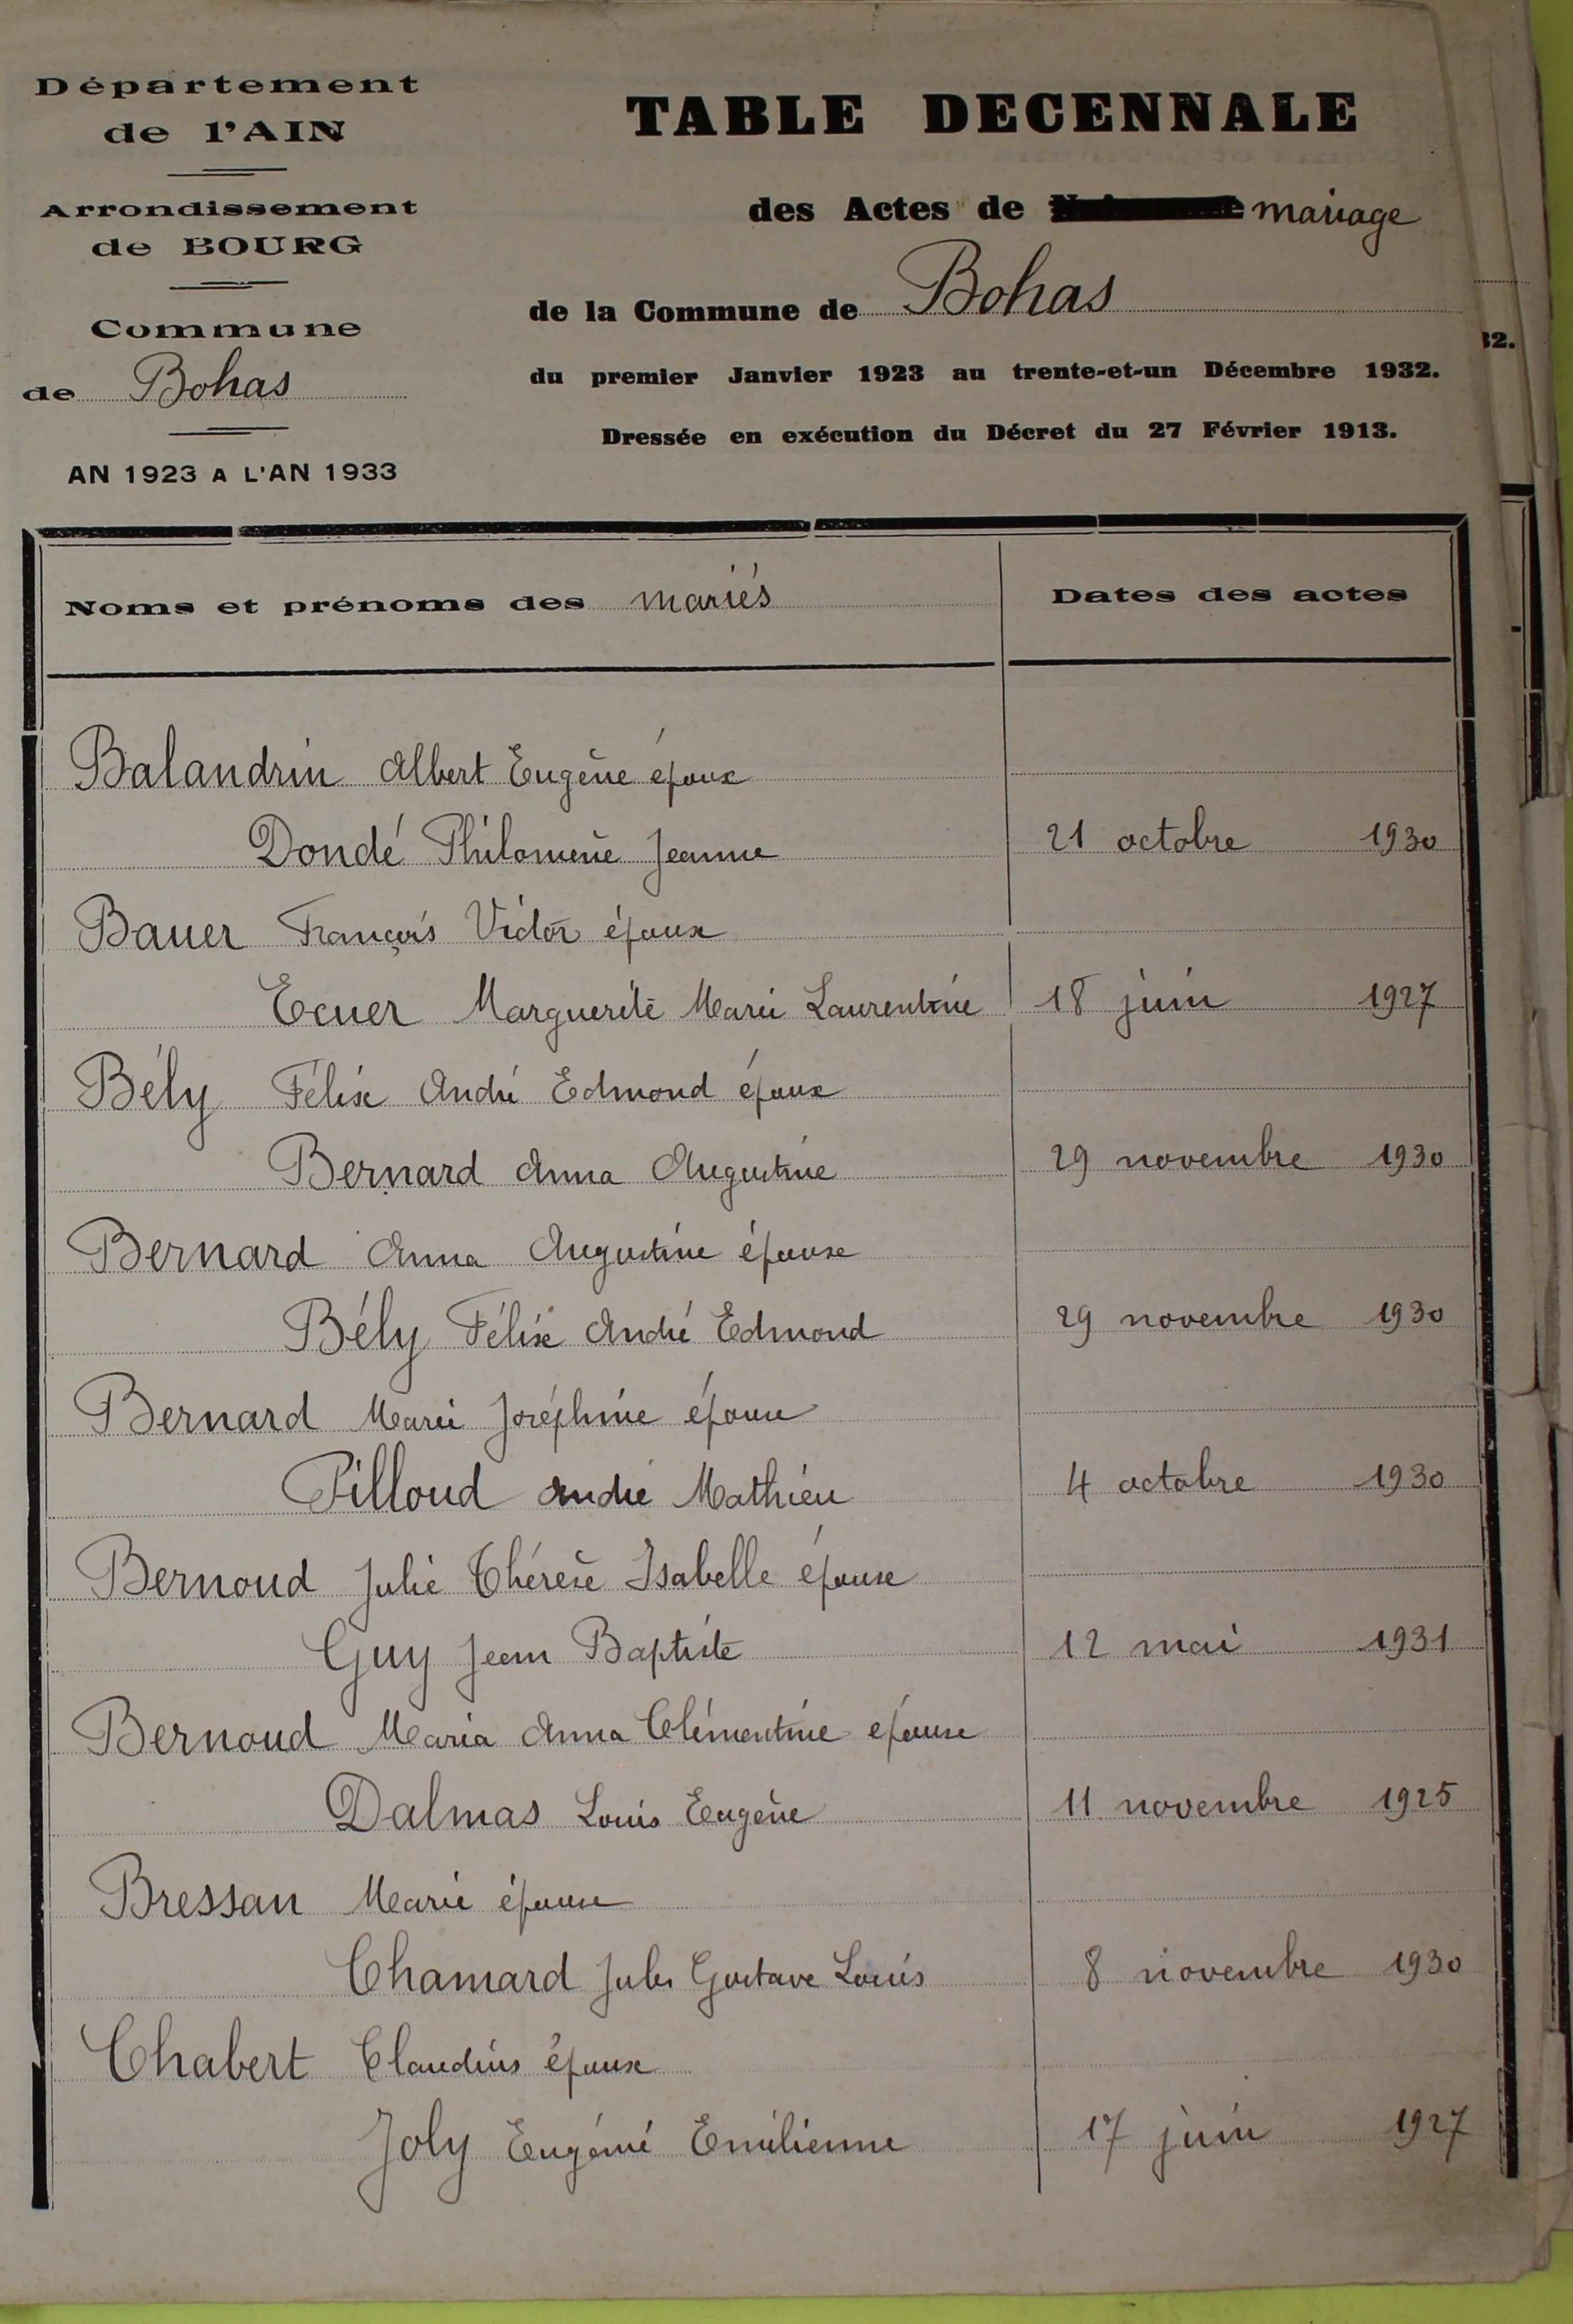 Département
de l'AIN
Arrondissement
de BOURG
Commune
de Bohas
AN 1923 A L'AN 1933
TABLE DECENNALE
des Actes de mariage
de la Commune de Bohas
du premier Janvier 1923 au trente-et-un Décembre 1932.
Dressée en exécution du Décret du 27 Février 1913.
32.
Noms et prénoms des mariés Dates des actes
Balandrin Albert Eugène époux
Dondé Philomène Jeanne 21 octobre 1930
Bauer François Victor époux
Ecuer Marguerite Marie Laurentine 18 juin 1927
Bély Félix André Edmond époux
Bernard Anna Augustine 29 novembre 1930
Bernard Anna Augustine épouse
Bély Félix André Edmond 29 novembre 1930
Bernard Marie Joséphine épouse
Pilloud André Mathieu 4 octobre 1930
Bernoud Julie Thérèse Isabelle épouse
Guy Jean Baptiste 12 mai 1931
Bernoud Maria Anna Clémentine epouse
Dalmas Louis Eugène 11 novembre 1925
Bressan Marie épouse
Chamard Jules Gustave Louis 8 novembre 1930
Chabert Claudius époux
Joly Eugénie Emilienne 17 juin 1927